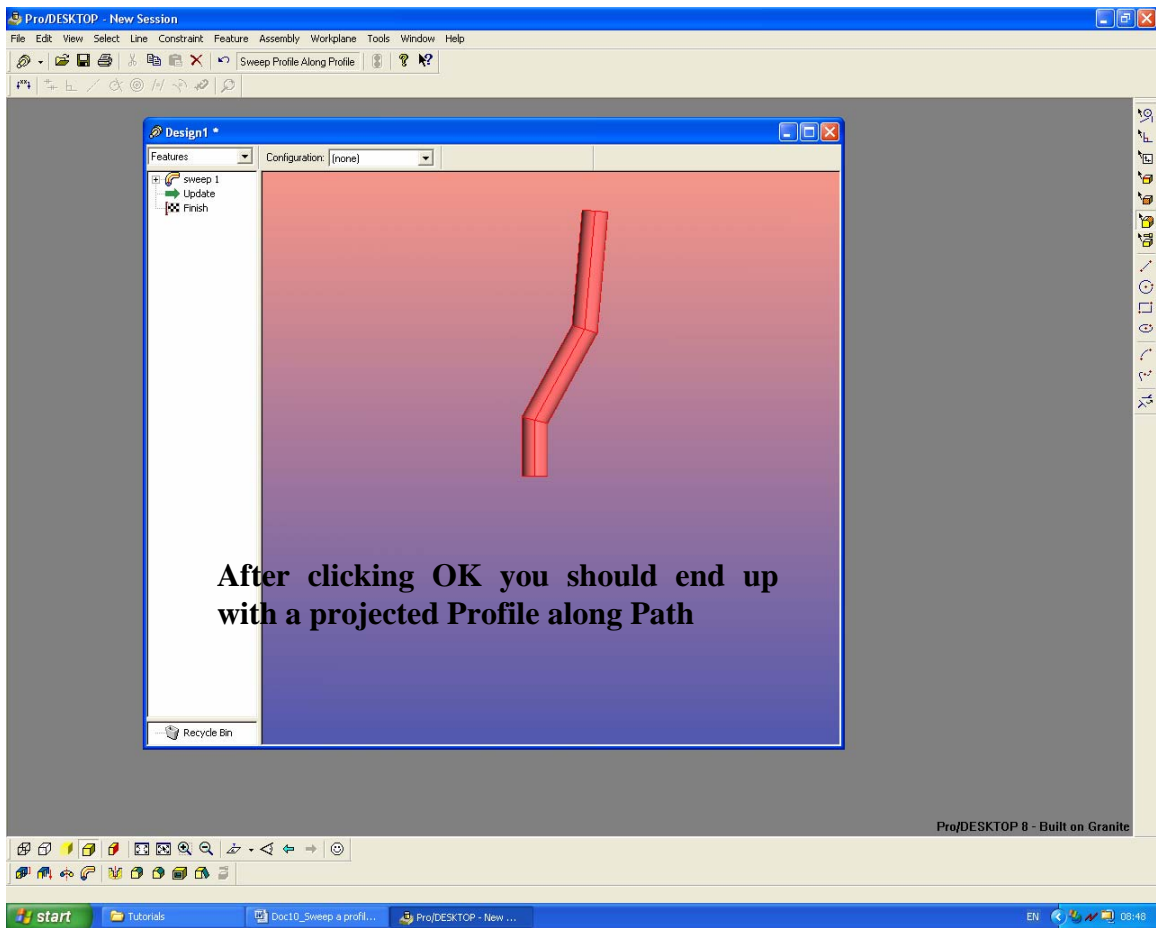 Pro/DESKTOP - New Session
File Edit View Select Line Constraint Feature Assembly Workplane Tools Window Help
Sweep Profile Along Profile
Design1 *
Features Configuration: (none)
sweep 1
Update
Finish
After clicking OK you should end up
with a projected Profile along Path
Recycle Bin
Pro/DESKTOP 8 - Built on Granite
start Tutorials Doc10_Sweep a profil... Pro/DESKTOP - New ... EN 08:48